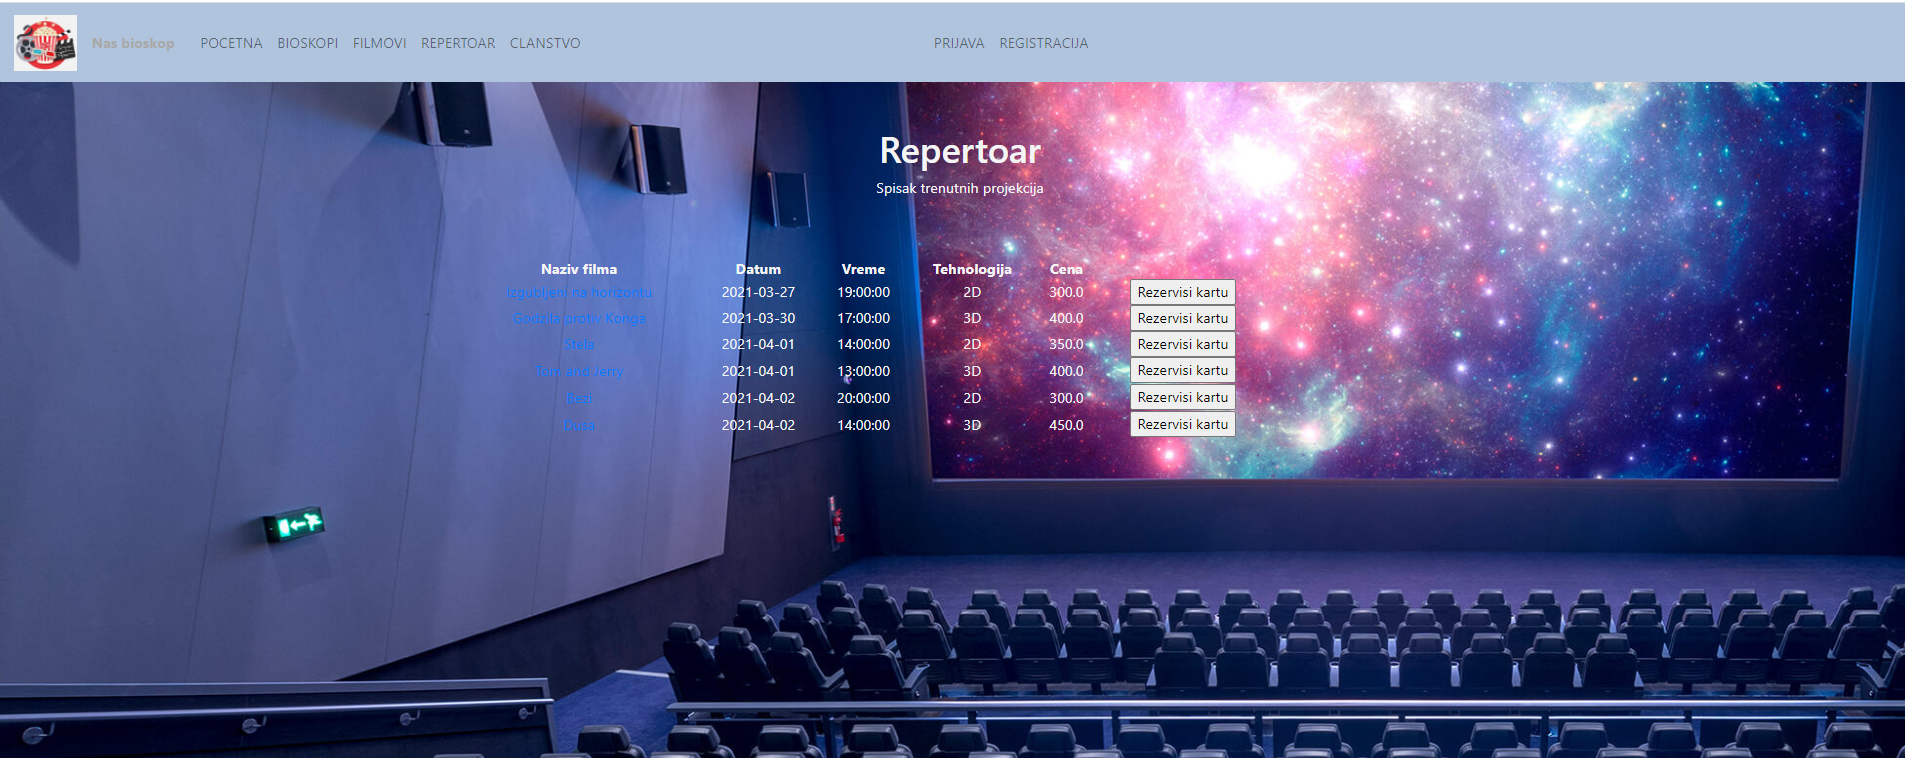 Nas bioskop POCETNA BIOSKOPI FILMOVI REPERTOAR CLANSTVO PRIJAVA REGISTRACIJA
Repertoar
Spisak trenutnih projekcija
Naziv filma Datum Vreme Tehnologija Cena
Izgubljeni na horizontu 2021-03-27 19:00:00 2D 300.0 Rezervisi kartu
Godzila protiv Konga 2021-03-30 17:00:00 3D 400.0 Rezervisi kartu
Stela 2021-04-01 14:00:00 2D 350.0 Rezervisi kartu
Tom and Jerry 2021-04-01 13:00:00 3D 400.0 Rezervisi kartu
Bezi 2021-04-02 20:00:00 2D 300.0 Rezervisi kartu
Dusa 2021-04-02 14:00:00 3D 450.0 Rezervisi kartu